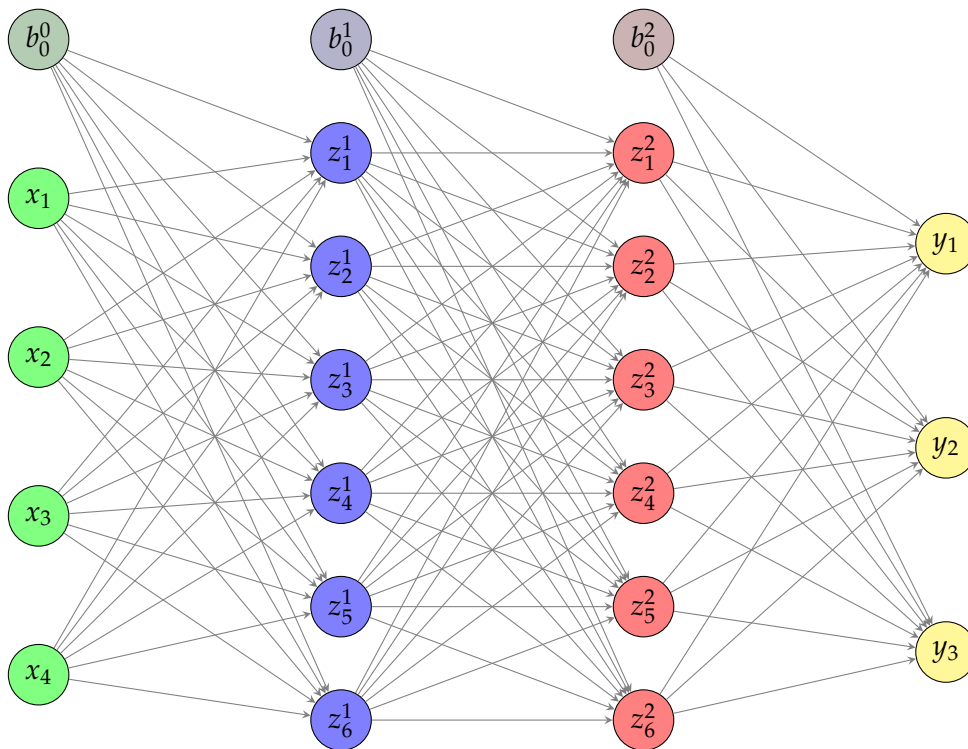 b_0^0
b_0^1
b_0^2
x_1
x_2
x_3
x_4
z_1^1
z_2^1
z_3^1
z_4^1
z_5^1
z_6^1
z_1^2
z_2^2
z_3^2
z_4^2
z_5^2
z_6^2
y_1
y_2
y_3